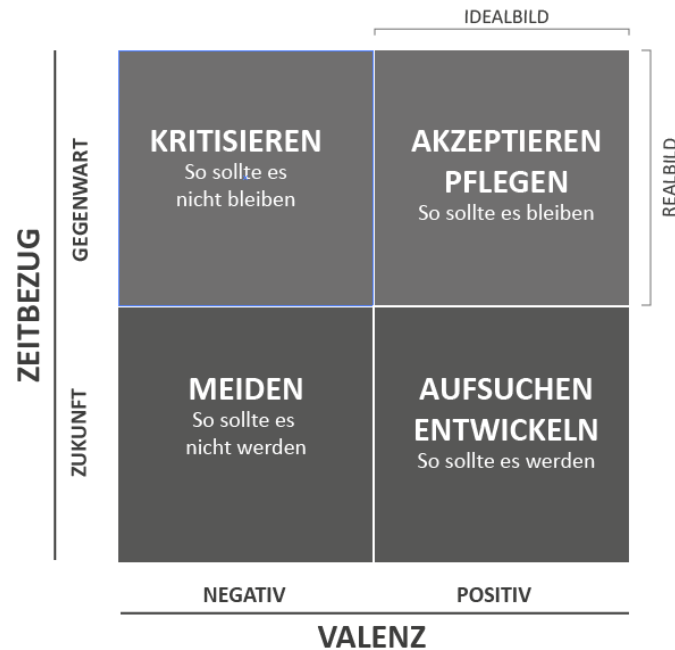 IDEALBILD
KRITISIEREN
So sollte es
nicht bleiben
AKZEPTIEREN
PFLEGEN
So sollte es bleiben
REALBILD
GEGENWART
ZEITBEZUG
ZUKUNFT
MEIDEN
So sollte es
nicht werden
AUFSUCHEN
ENTWICKELN
So sollte es werden
NEGATIV
POSITIV
VALENZ